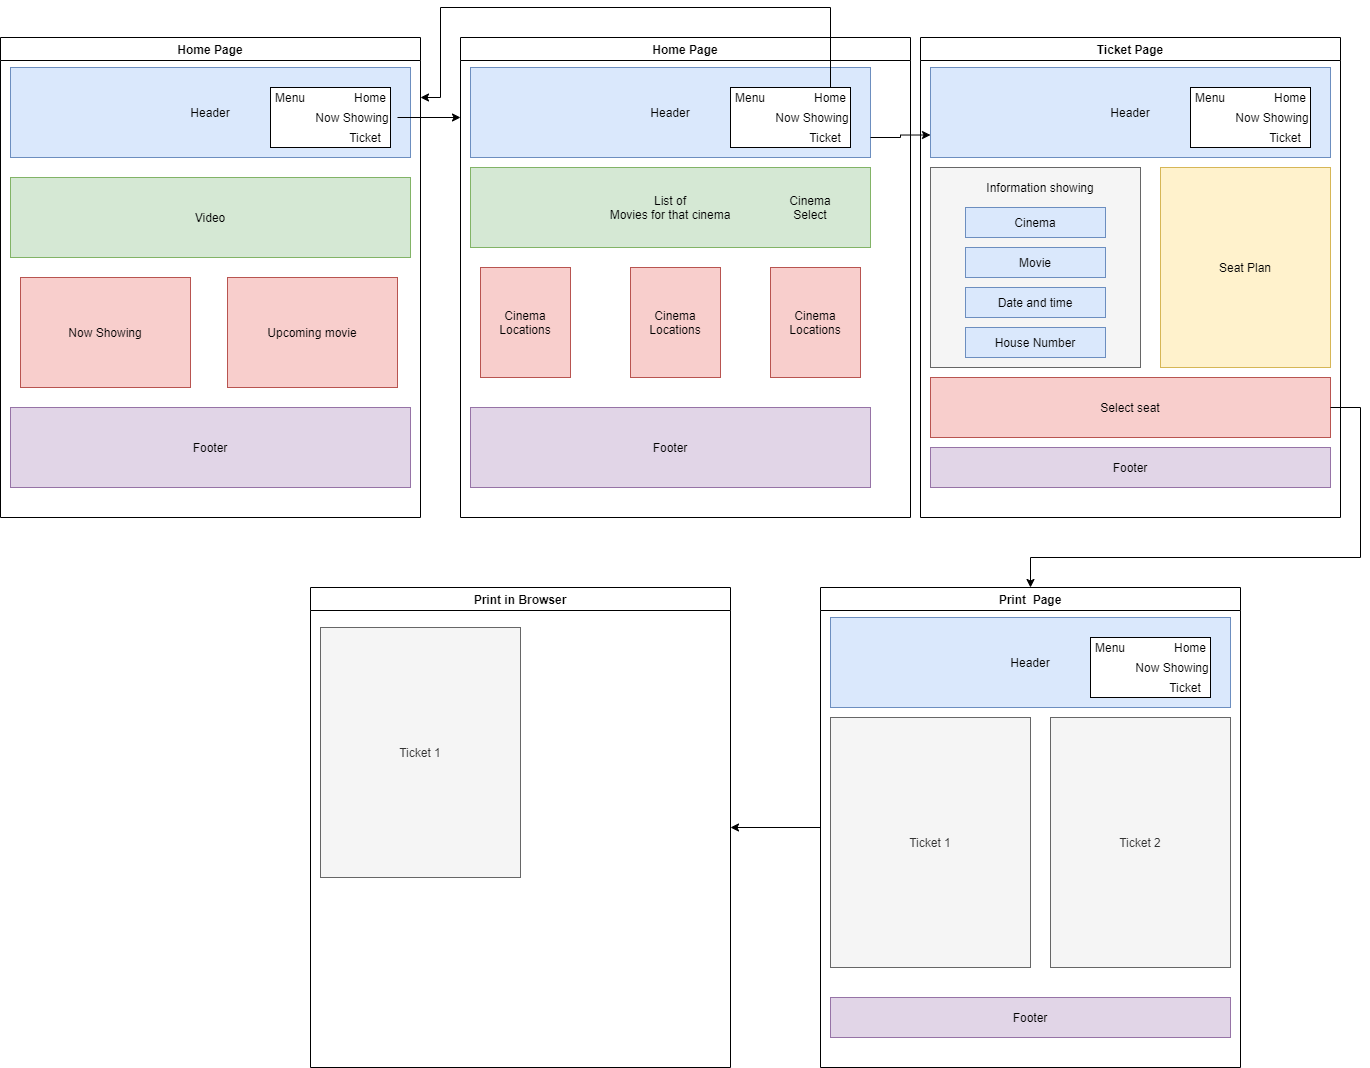 Home Page
Header
Menu
Home
Now Showing
Ticket
Video
Now Showing
Upcoming movie
Footer
Home Page
Header
Menu
Home
Now Showing
Ticket
List of
Movies for that cinema
Cinema
Select
Cinema
Locations
Cinema
Locations
Cinema
Locations
Footer
Ticket Page
Header
Menu
Home
Now Showing
Ticket
Information showing
Cinema
Movie
Date and time
House Number
Seat Plan
Select seat
Footer
Print in Browser
Ticket 1
Print  Page
Header
Menu
Home
Now Showing
Ticket
Ticket 1
Ticket 2
Footer